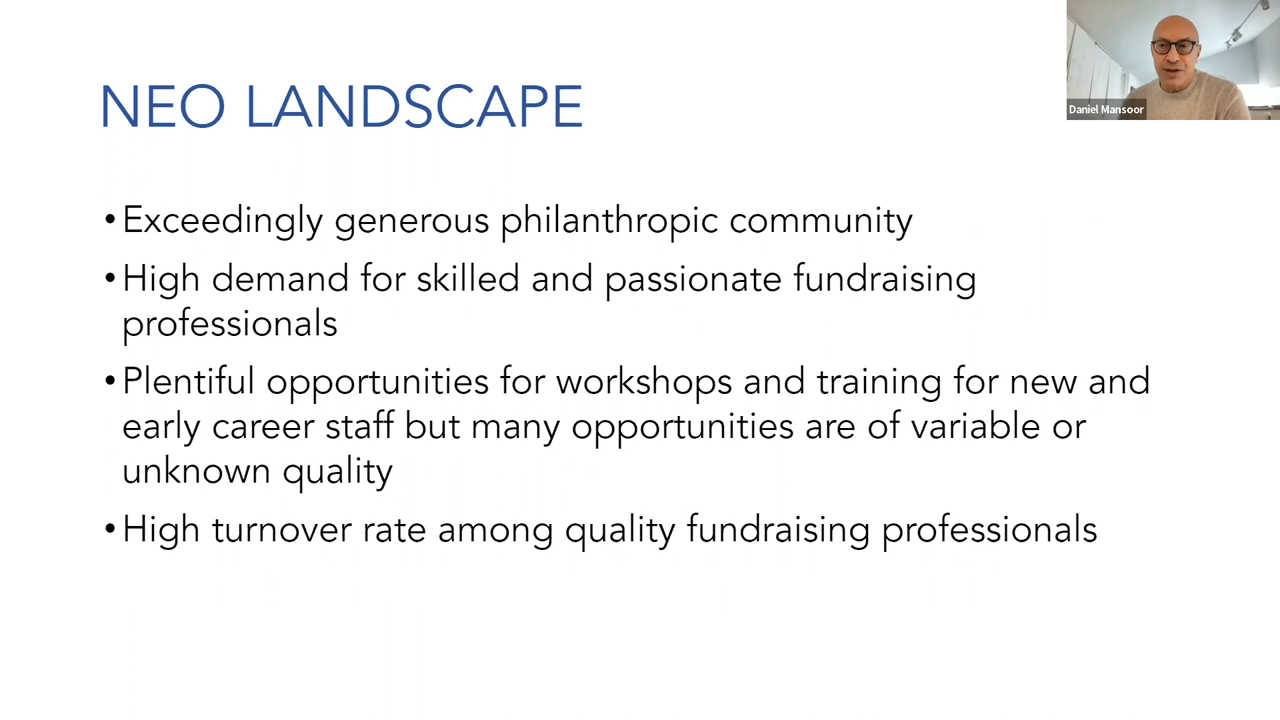 NEO LANDSCAPE
Daniel Mansoor
•Exceedingly generous philanthropic community
•High demand for skilled and passionate fundraising
professionals
•Plentiful opportunities for workshops and training for new and
early career staff but many opportunities are of variable or
unknown quality
•High turnover rate among quality fundraising professionals